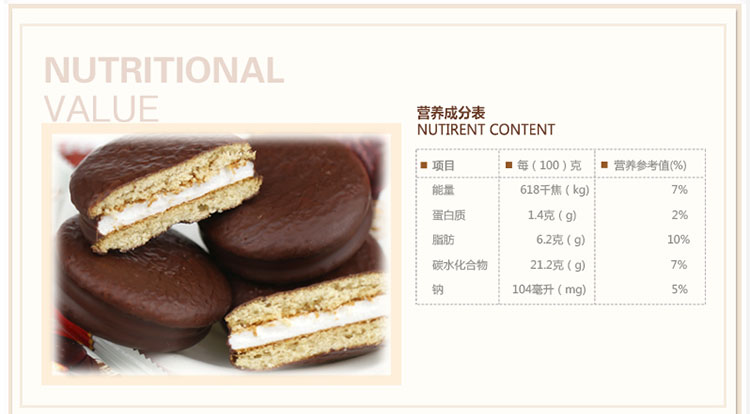 NUTRITIONAL
VALUE
营养成分表
NUTIRENT CONTENT
项目 每（100）克 营养参考值(%)
能量 618千焦（kg） 7%
蛋白质 1.4克（g） 2%
脂肪 6.2克（g） 10%
碳水化合物 21.2克（g） 7%
钠 104毫升（mg） 5%